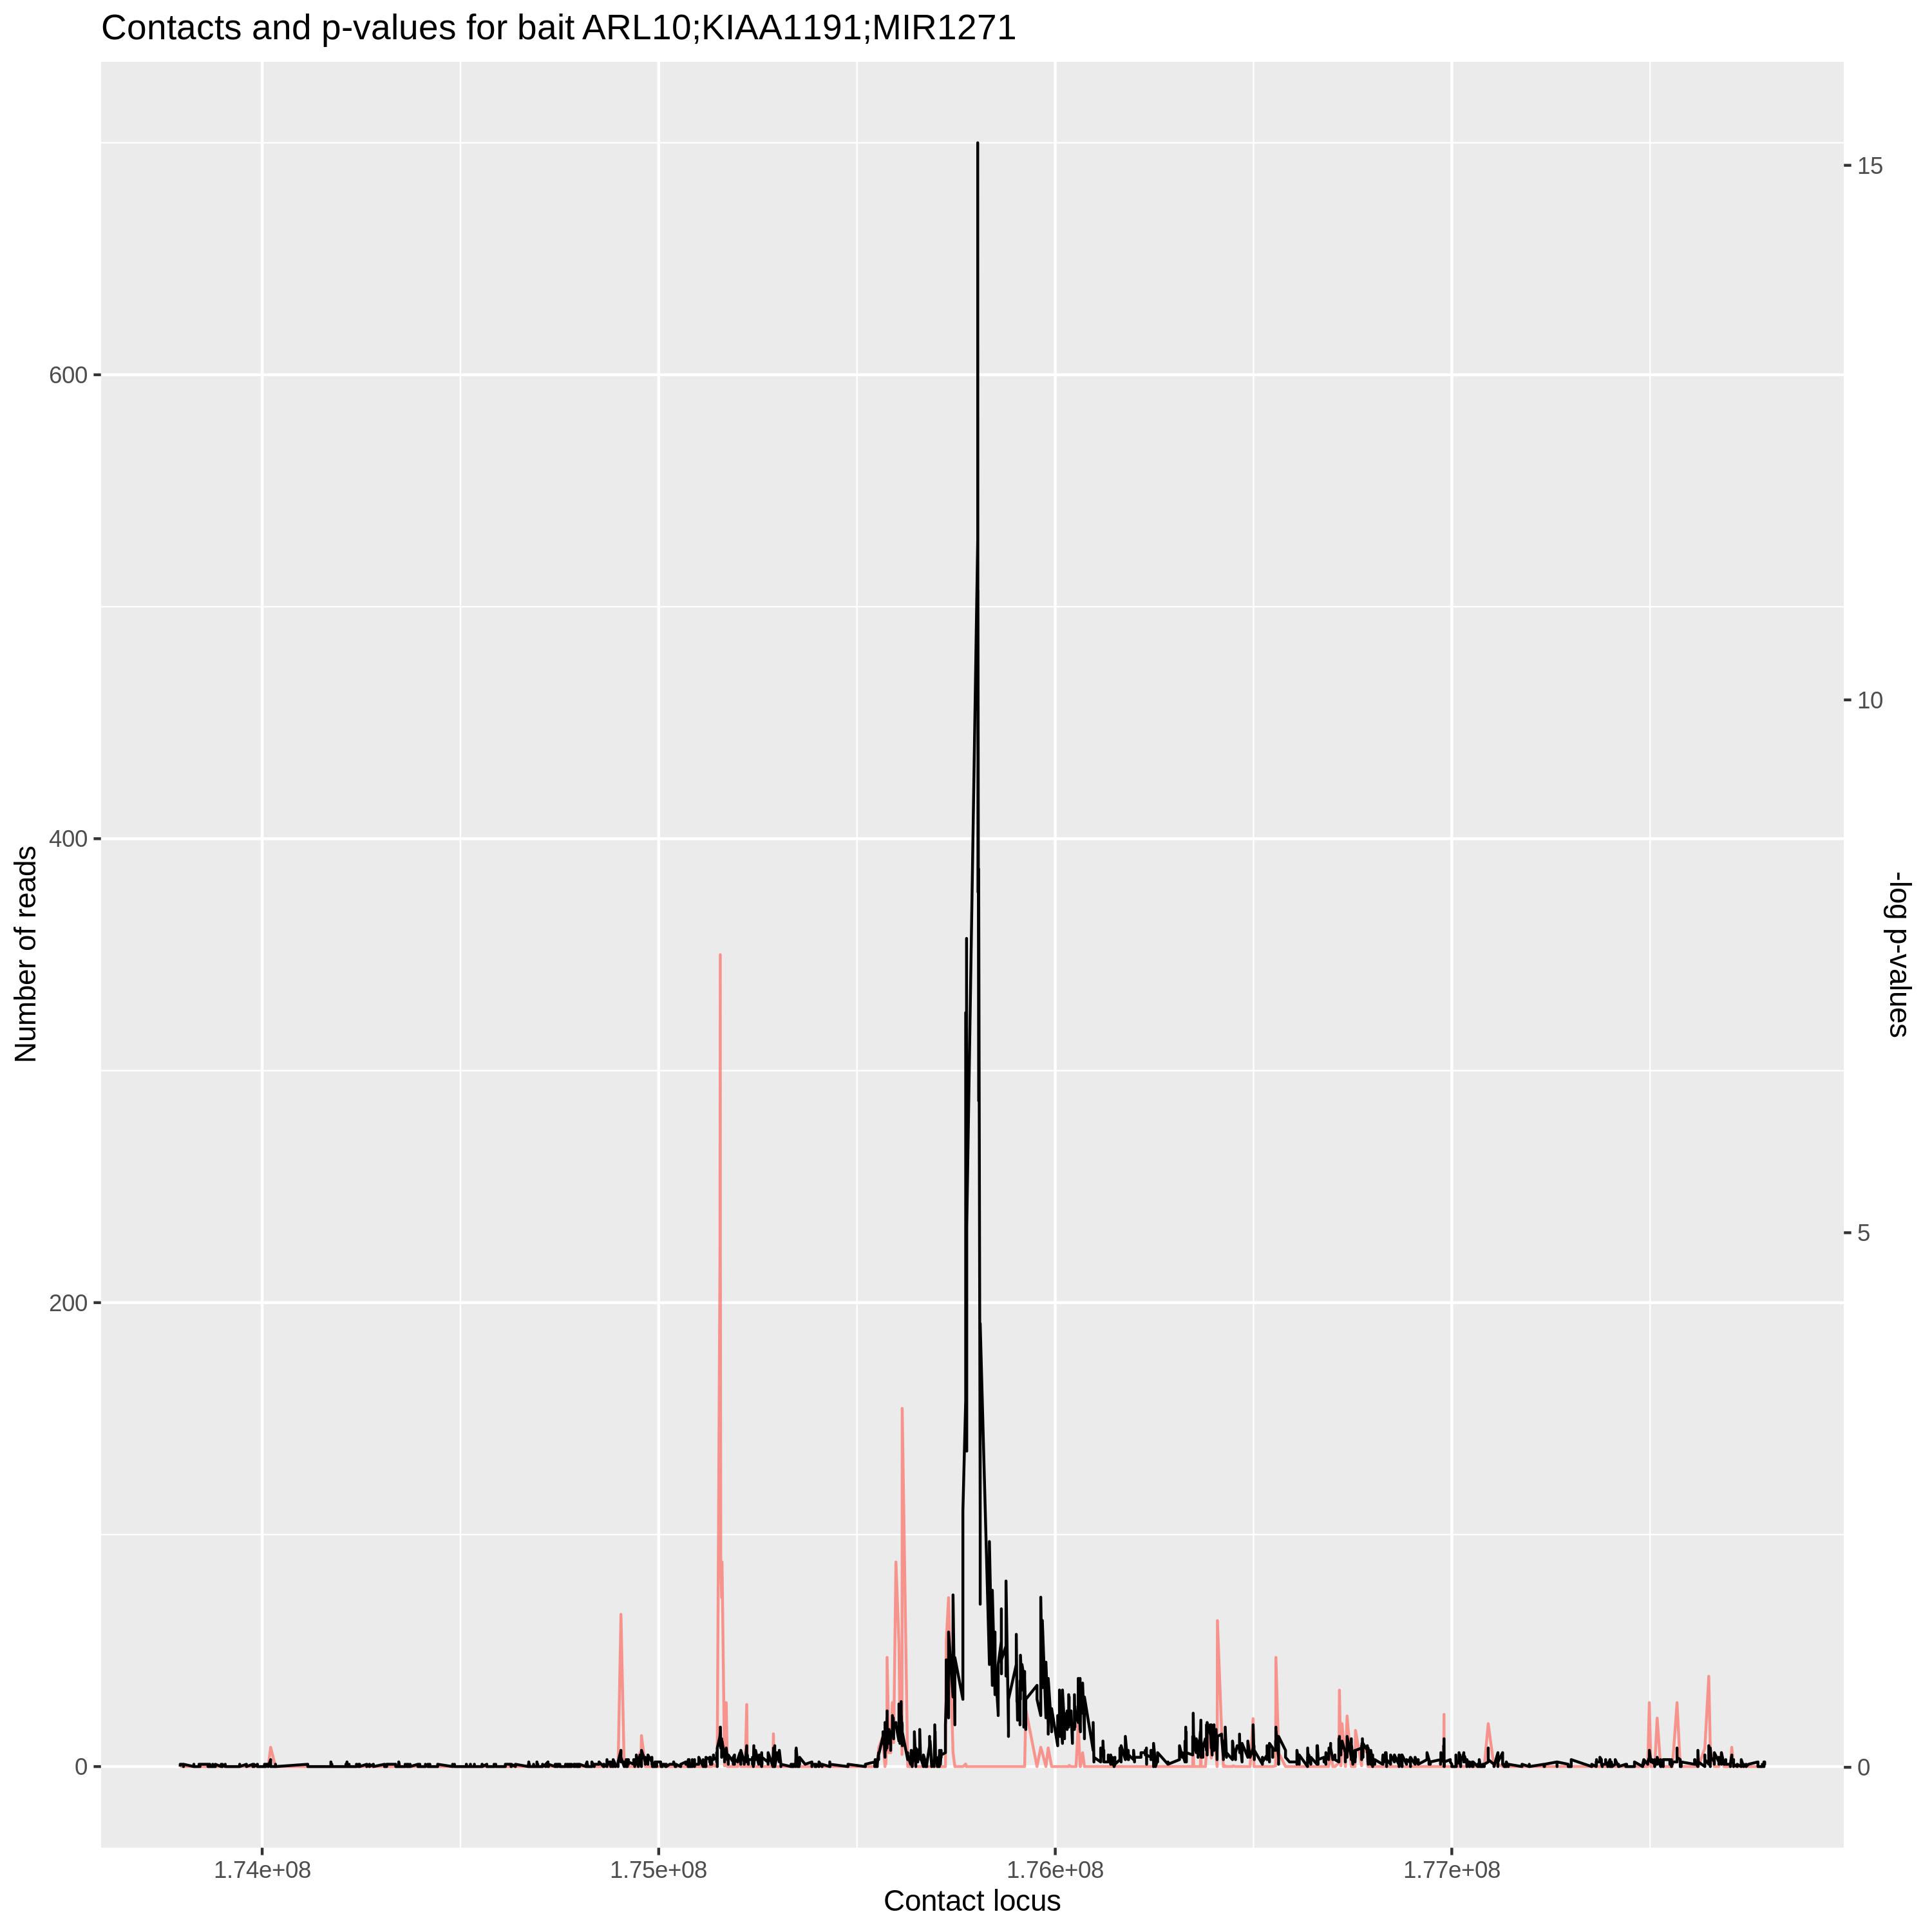 Contacts and p-values for bait ARL10;KIAA1191;MIR1271
600
400
200
0
Number of reads
15
10
5
0
-log p-values
1.74e+08
1.75e+08
1.76e+08
1.77e+08
Contact locus